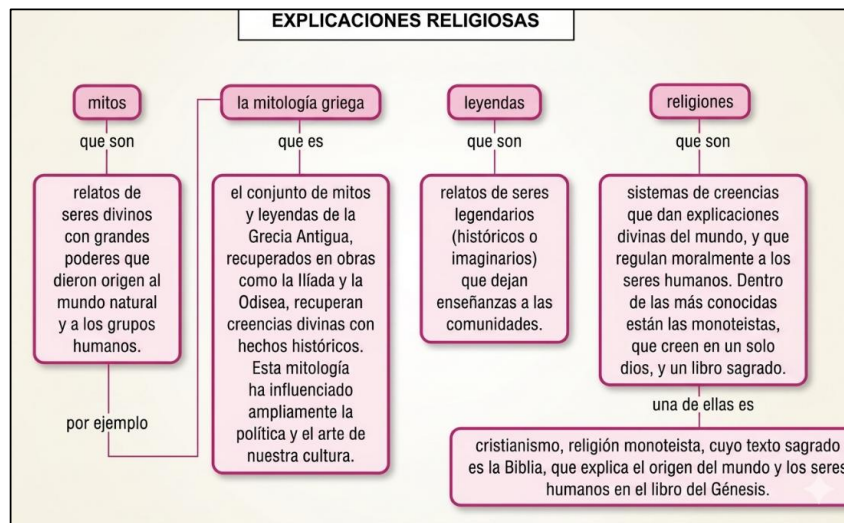 EXPLICACIONES RELIGIOSAS
mitos
que son
relatos de
seres divinos
con grandes
poderes que
dieron origen al
mundo natural
y a los grupos
humanos.
por ejemplo
la mitología griega
que es
el conjunto de mitos
y leyendas de la
Grecia Antigua,
recuperados en obras
como la Ilíada y la
Odisea, recuperan
creencias divinas con
hechos históricos.
Esta mitología
ha influenciado
ampliamente la
política y el arte de
nuestra cultura.
leyendas
que son
relatos de seres
legendarios
(históricos o
imaginarios)
que dejan
enseñanzas a las
comunidades.
religiones
que son
sistemas de creencias
que dan explicaciones
divinas del mundo, y que
regulan moralmente a los
seres humanos. Dentro
de las más conocidas
están las monoteistas,
que creen en un solo
dios, y un libro sagrado.
una de ellas es
cristianismo, religión monoteista, cuyo texto sagrado
es la Biblia, que explica el origen del mundo y los seres
humanos en el libro del Génesis.